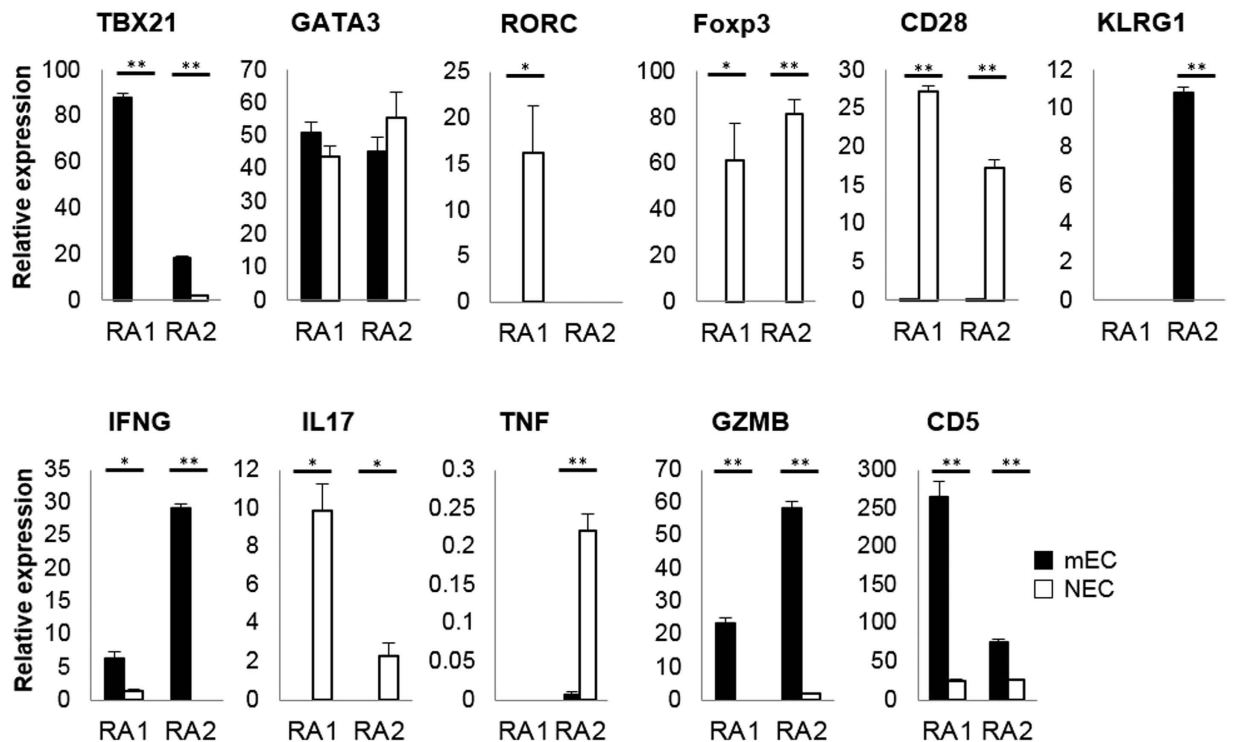 TBX21 GATA3 RORC Foxp3 CD28 KLRG1
** ** * * ** ** ** **
Relative expression
100 80 60 40 20 0
70 60 50 40 30 20 10 0
25 20 15 10 5 0
100 80 60 40 20 0
30 25 20 15 10 5 0
12 10 8 6 4 2 0
RA1 RA2 RA1 RA2 RA1 RA2 RA1 RA2 RA1 RA2 RA1 RA2
IFNG IL17 TNF GZMB CD5
* ** * * ** ** ** ** **
Relative expression
35 30 25 20 15 10 5 0
12 10 8 6 4 2 0
0.3 0.25 0.2 0.15 0.1 0.05 0
70 60 50 40 30 20 10 0
300 250 200 150 100 50 0
mEC
NEC
RA1 RA2 RA1 RA2 RA1 RA2 RA1 RA2 RA1 RA2